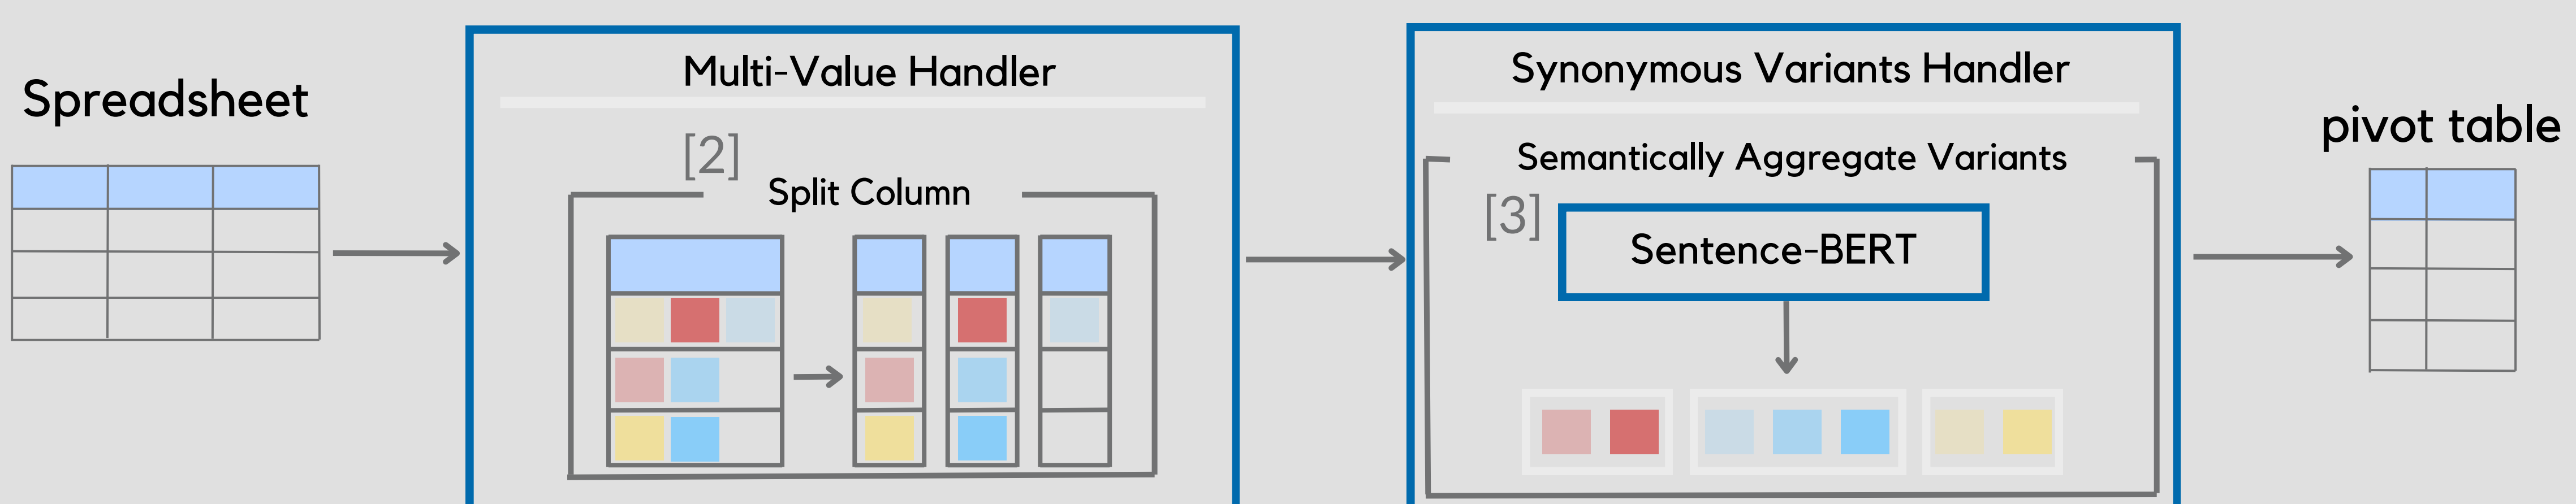 Spreadsheet
Multi-Value Handler
[2]
Split Column
Synonymous Variants Handler
Semantically Aggregate Variants
[3]
Sentence-BERT
pivot table